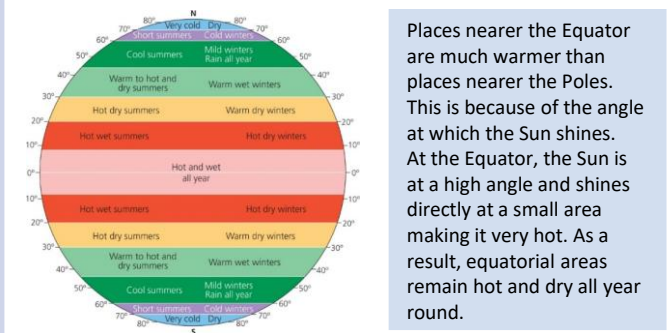 N
80° 80°
70° Very cold Dry 70°
60° Short summers Cold winters 60°
50° Cool summers Mild winters 50°
Rain all year
40° Warm to hot and Warm wet winters 40°
dry summers
30° 30°
Hot dry summers Warm dry winters
20° 20°
Hot wet summers Hot dry winters
10° 10°
Hot and wet
0° 0°
all year
10° 10°
Hot wet summers Hot dry winters
20° 20°
Hot dry summers Warm dry winters
30° 30°
Warm to hot and Warm wet winters
dry summers
40° 40°
50° Cool summers Mild winters 50°
Rain all year
60° Short summers Cold winters 60°
70° Very cold Dry 70°
80° 80°
S
Places nearer the Equator
are much warmer than
places nearer the Poles.
This is because of the angle
at which the Sun shines.
At the Equator, the Sun is
at a high angle and shines
directly at a small area
making it very hot. As a
result, equatorial areas
remain hot and dry all year
round.